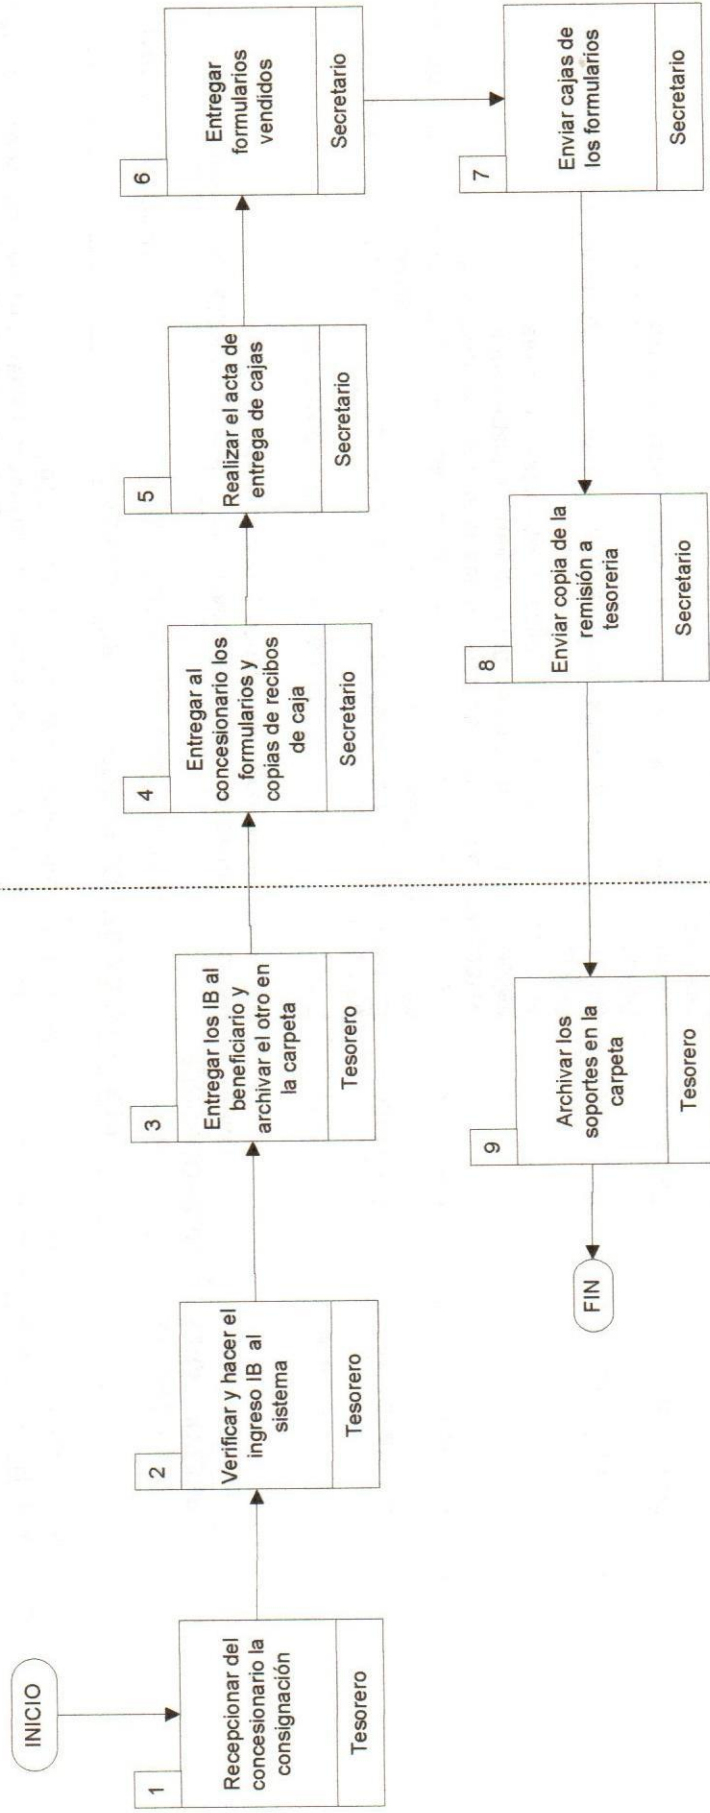 INICIO
1
Recepcionar del
concesionario la
consignación
Tesorero
2
Verificar y hacer el
ingreso IB al
sistema
Tesorero
3
Entregar los IB al
beneficiario y
archivar el otro en
la carpeta
Tesorero
4
Entregar al
concesionario los
formularios y
copias de recibos
de caja
Secretario
5
Realizar el acta de
entrega de cajas
Secretario
6
Entregar
formularios
vendidos
Secretario
7
Enviar cajas de
los formularios
Secretario
8
Enviar copia de la
remisión a
tesoreria
Secretario
9
Archivar los
soportes en la
carpeta
Tesorero
FIN